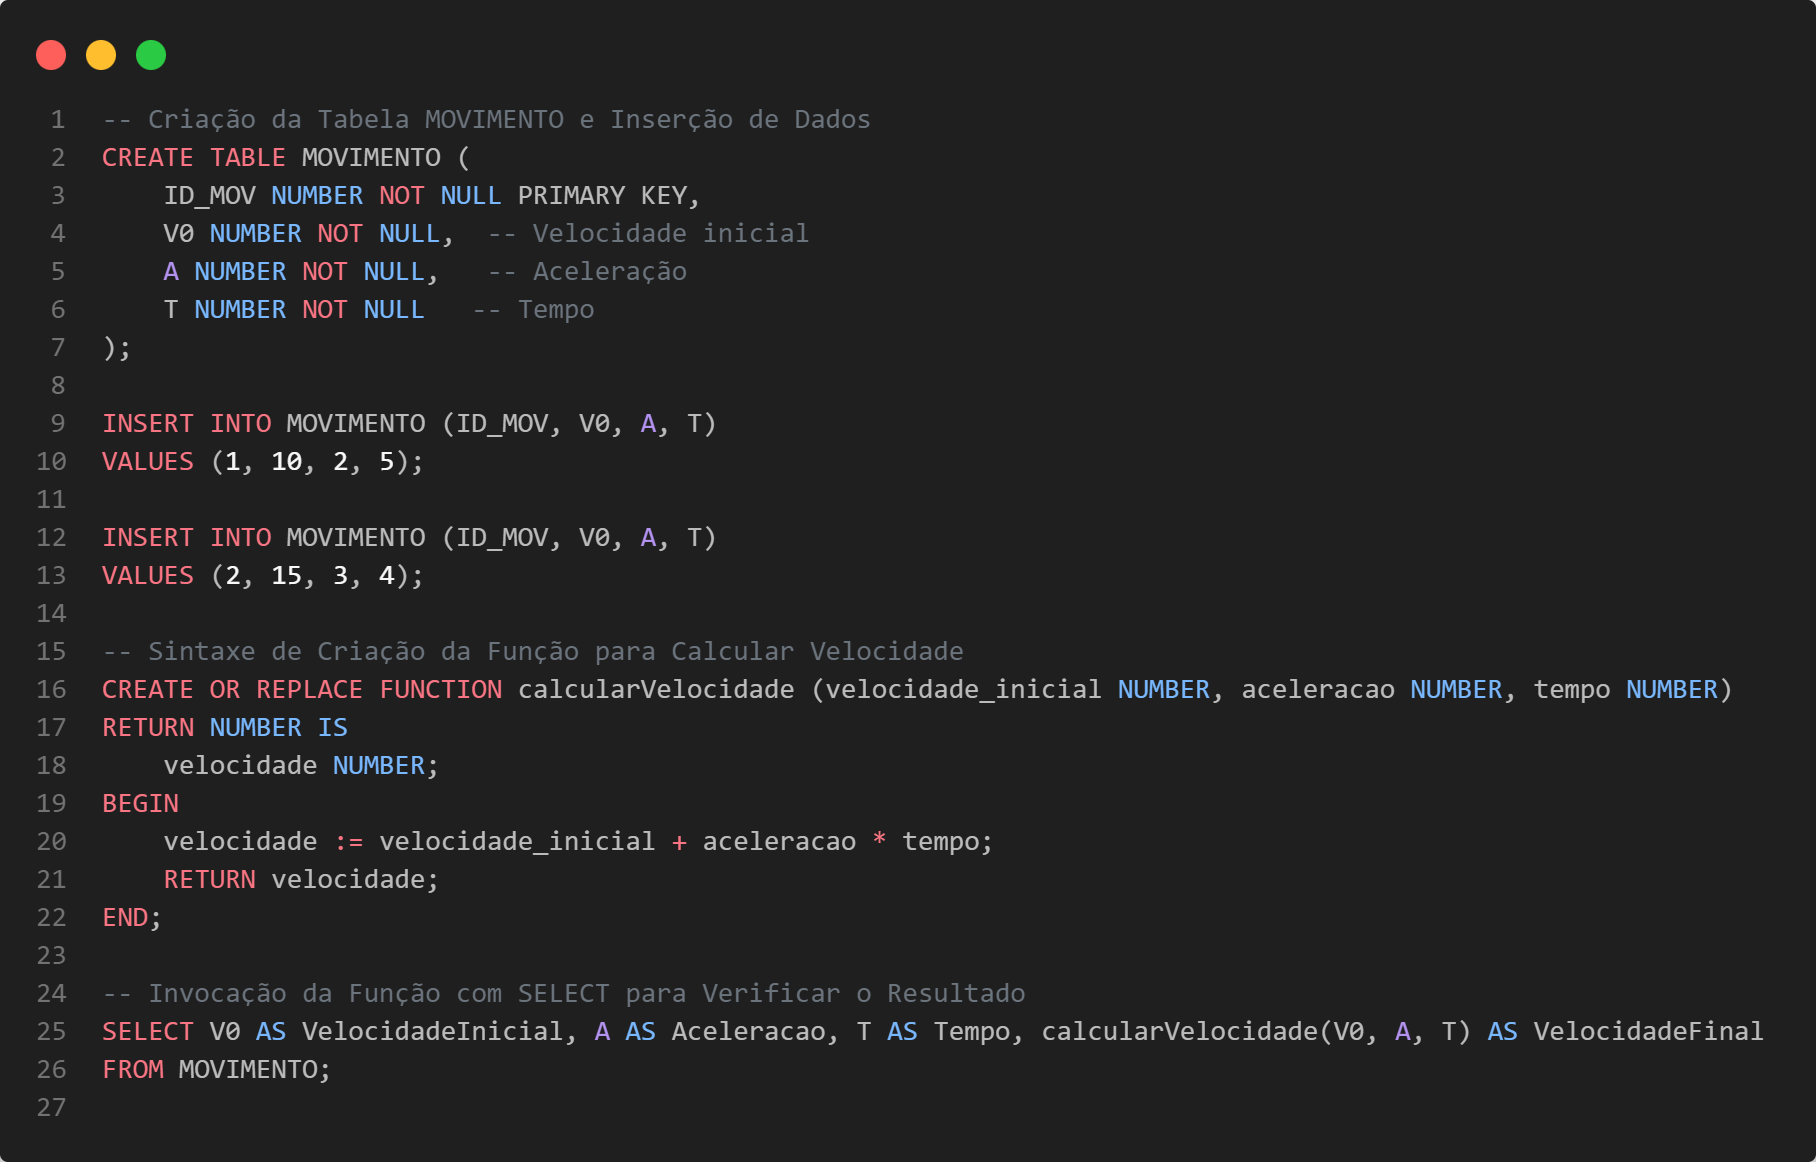 1 -- Criação da Tabela MOVIMENTO e Inserção de Dados
2 CREATE TABLE MOVIMENTO (
3     ID_MOV NUMBER NOT NULL PRIMARY KEY,
4     V0 NUMBER NOT NULL,  -- Velocidade inicial
5     A NUMBER NOT NULL,   -- Aceleração
6     T NUMBER NOT NULL   -- Tempo
7 );
8
9 INSERT INTO MOVIMENTO (ID_MOV, V0, A, T)
10 VALUES (1, 10, 2, 5);
11
12 INSERT INTO MOVIMENTO (ID_MOV, V0, A, T)
13 VALUES (2, 15, 3, 4);
14
15 -- Sintaxe de Criação da Função para Calcular Velocidade
16 CREATE OR REPLACE FUNCTION calcularVelocidade (velocidade_inicial NUMBER, aceleracao NUMBER, tempo NUMBER)
17 RETURN NUMBER IS
18     velocidade NUMBER;
19 BEGIN
20     velocidade := velocidade_inicial + aceleracao * tempo;
21     RETURN velocidade;
22 END;
23
24 -- Invocação da Função com SELECT para Verificar o Resultado
25 SELECT V0 AS VelocidadeInicial, A AS Aceleracao, T AS Tempo, calcularVelocidade(V0, A, T) AS VelocidadeFinal
26 FROM MOVIMENTO;
27